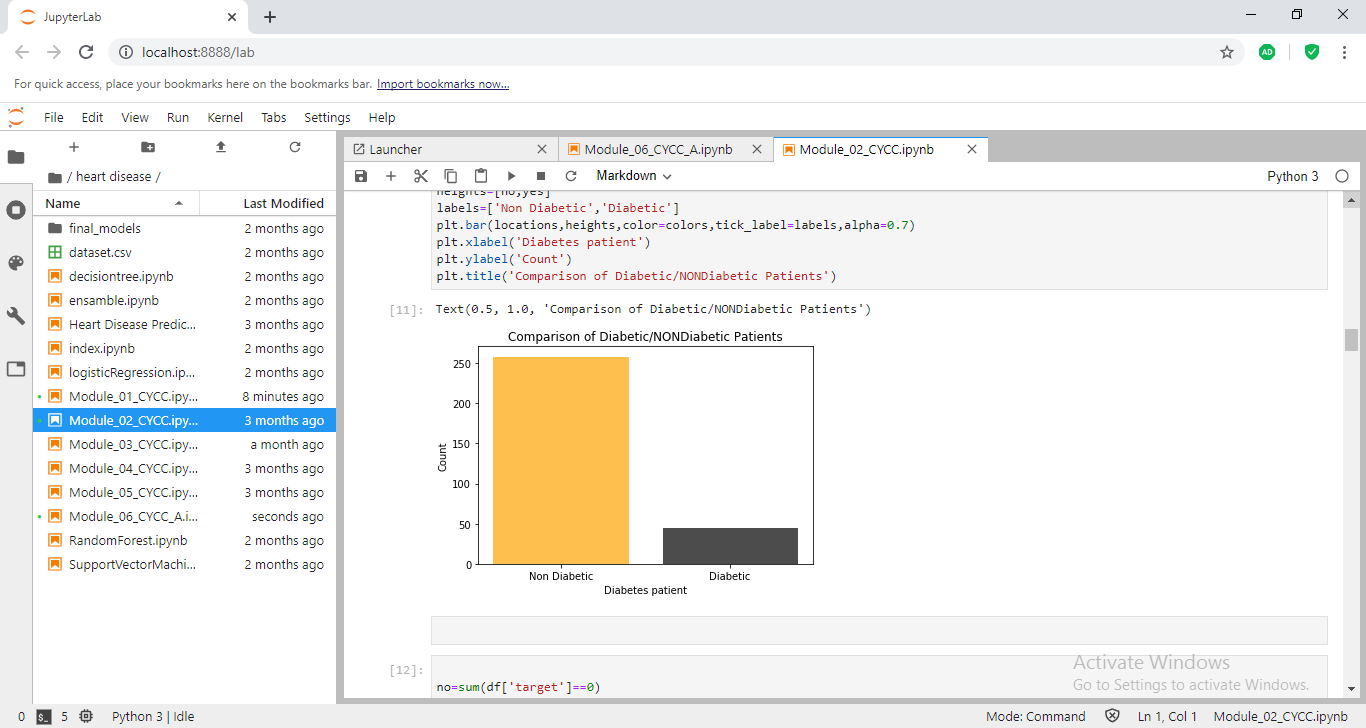 JupyterLab
localhost:8888/lab
AD
For quick access, place your bookmarks here on the bookmarks bar. Import bookmarks now...
File Edit View Run Kernel Tabs Settings Help
Launcher
Module_06_CYCC_A.ipynb
Module_02_CYCC.ipynb
Markdown
Python 3
/ heart disease /
Name Last Modified
final_models 2 months ago
dataset.csv 2 months ago
decisiontree.ipynb 2 months ago
ensamble.ipynb 2 months ago
Heart Disease Predic... 3 months ago
index.ipynb 2 months ago
logisticRegression.ip... 2 months ago
Module_01_CYCC.ipy... 8 minutes ago
Module_02_CYCC.ipy... 3 months ago
Module_03_CYCC.ipy... a month ago
Module_04_CYCC.ipy... 3 months ago
Module_05_CYCC.ipy... 3 months ago
Module_06_CYCC_A.i... seconds ago
RandomForest.ipynb 2 months ago
SupportVectorMachi... 2 months ago
heights=[no,yes]
labels=['Non Diabetic','Diabetic']
plt.bar(locations,heights,color=colors,tick_label=labels,alpha=0.7)
plt.xlabel('Diabetes patient')
plt.ylabel('Count')
plt.title('Comparison of Diabetic/NONDiabetic Patients')
[11]: Text(0.5, 1.0, 'Comparison of Diabetic/NONDiabetic Patients')
Comparison of Diabetic/NONDiabetic Patients
250
200
150
100
50
0
Count
Non Diabetic Diabetic
Diabetes patient
[12]:
no=sum(df['target']==0)
Activate Windows
Go to Settings to activate Windows.
0 $_ 5 Python 3 | Idle Mode: Command Ln 1, Col 1 Module_02_CYCC.ipynb